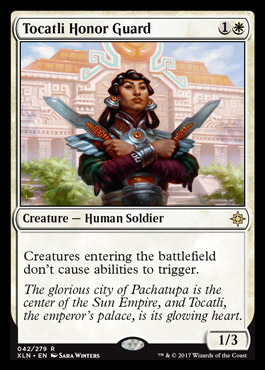 Tocatli Honor Guard 1
Creature — Human Soldier
Creatures entering the battlefield
don't cause abilities to trigger.
The glorious city of Pachatupa is the
center of the Sun Empire, and Tocatli,
the emperor's palace, is its glowing heart.
1/3
042/279 R
XLN • EN SARA WINTERS
™ & © 2017 Wizards of the Coast